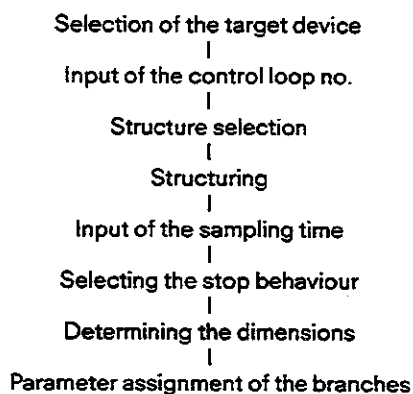 Selection of the target device
Input of the control loop no.
Structure selection
Structuring
Input of the sampling time
Selecting the stop behaviour
Determining the dimensions
Parameter assignment of the branches